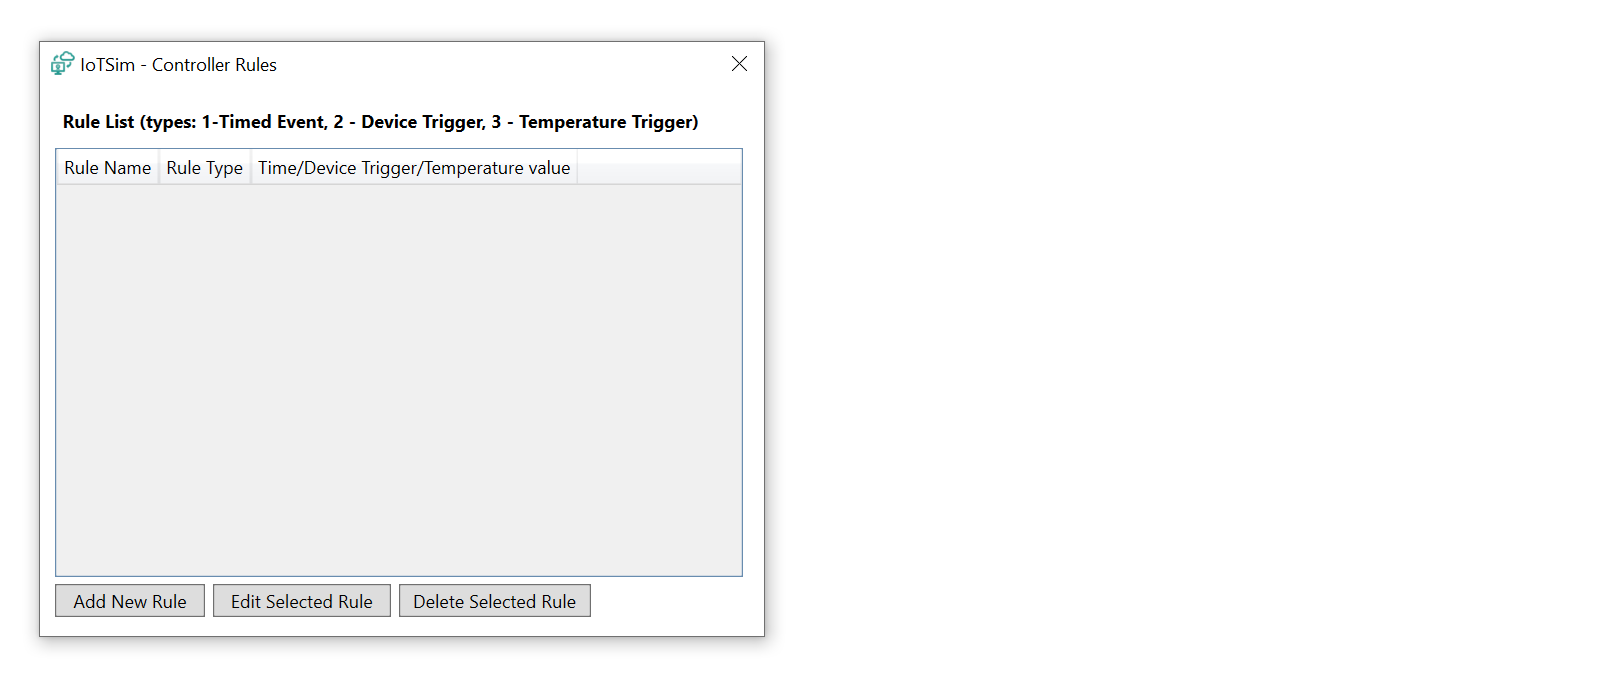 IoTSim - Controller Rules
Rule List (types: 1-Timed Event, 2 - Device Trigger, 3 - Temperature Trigger)
Rule Name Rule Type Time/Device Trigger/Temperature value
Add New Rule Edit Selected Rule Delete Selected Rule